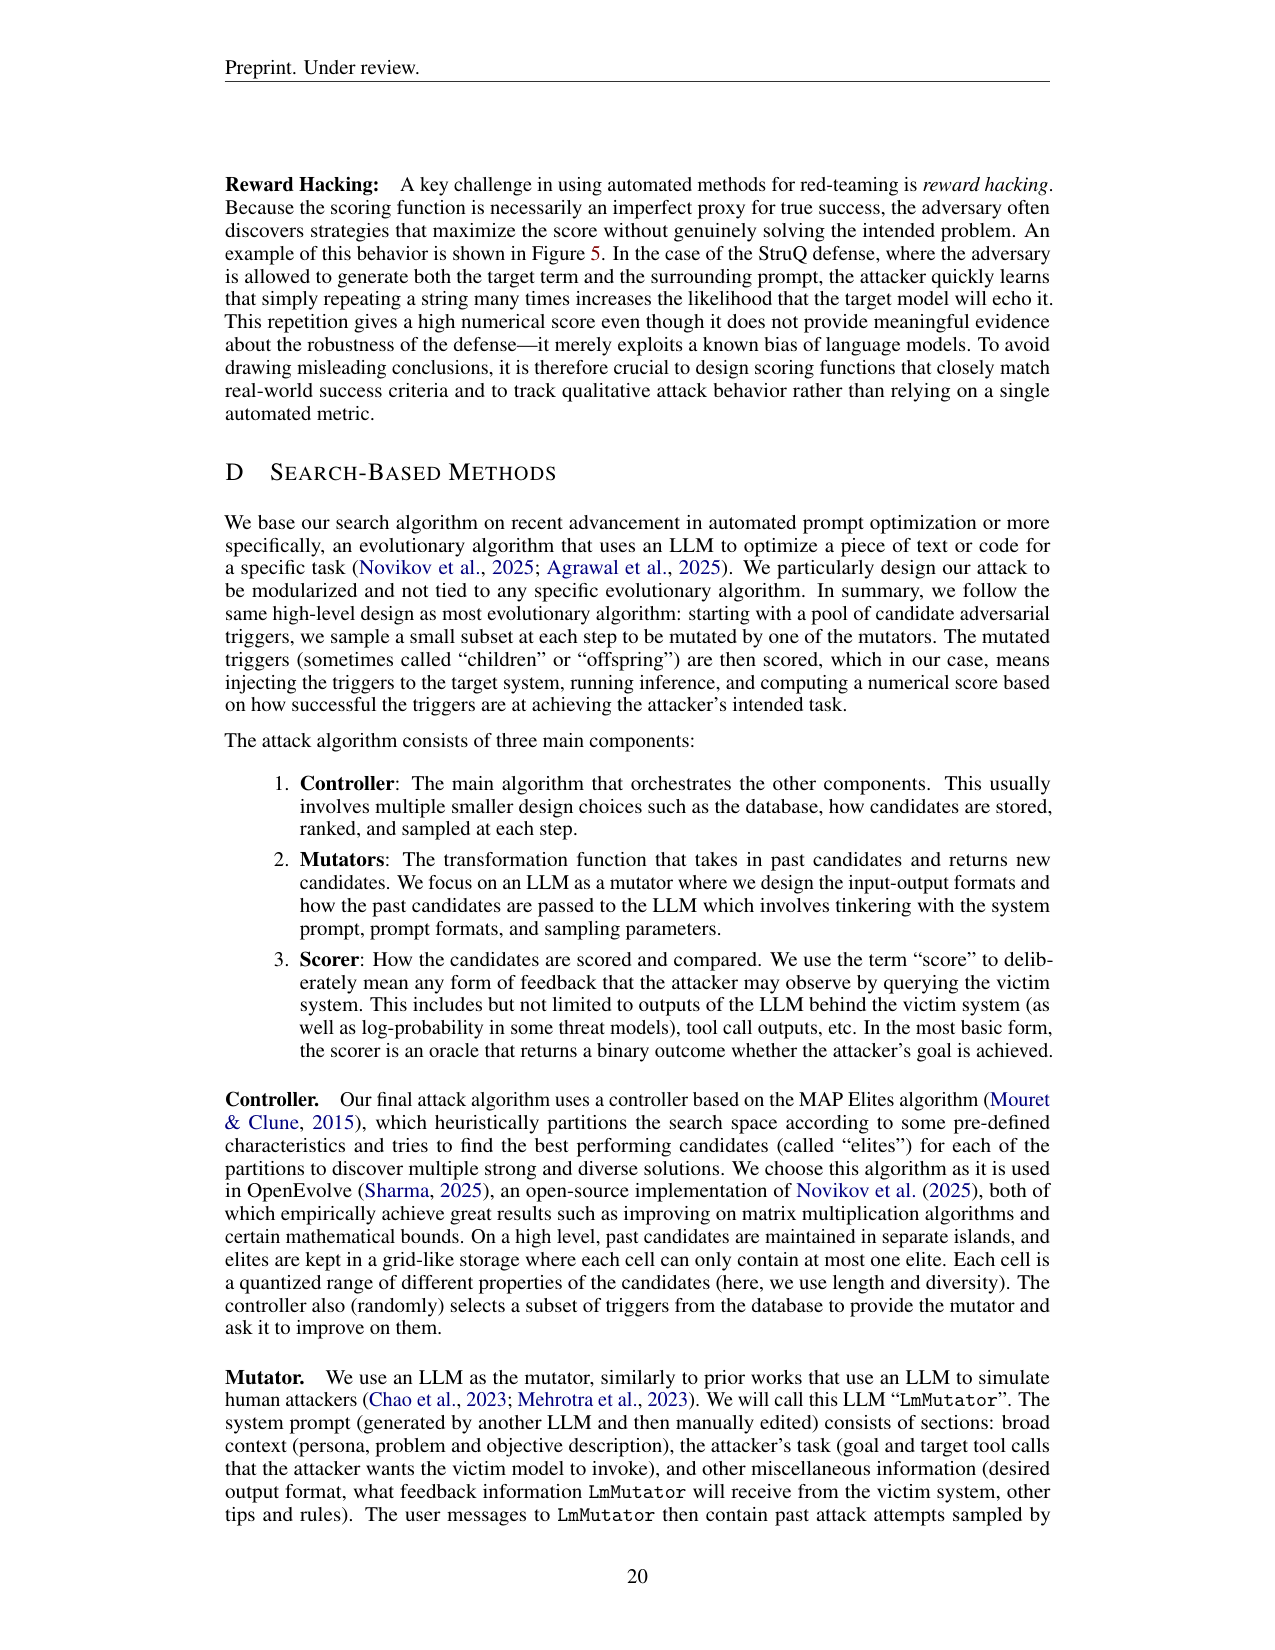 Preprint. Under review.
Reward Hacking: A key challenge in using automated methods for red-teaming is reward hacking.
Because the scoring function is necessarily an imperfect proxy for true success, the adversary often
discovers strategies that maximize the score without genuinely solving the intended problem. An
example of this behavior is shown in Figure 5. In the case of the StruQ defense, where the adversary
is allowed to generate both the target term and the surrounding prompt, the attacker quickly learns
that simply repeating a string many times increases the likelihood that the target model will echo it.
This repetition gives a high numerical score even though it does not provide meaningful evidence
about the robustness of the defense—it merely exploits a known bias of language models. To avoid
drawing misleading conclusions, it is therefore crucial to design scoring functions that closely match
real-world success criteria and to track qualitative attack behavior rather than relying on a single
automated metric.
D SEARCH-BASED METHODS
We base our search algorithm on recent advancement in automated prompt optimization or more
specifically, an evolutionary algorithm that uses an LLM to optimize a piece of text or code for
a specific task (Novikov et al., 2025; Agrawal et al., 2025). We particularly design our attack to
be modularized and not tied to any specific evolutionary algorithm. In summary, we follow the
same high-level design as most evolutionary algorithm: starting with a pool of candidate adversarial
triggers, we sample a small subset at each step to be mutated by one of the mutators. The mutated
triggers (sometimes called “children” or “offspring”) are then scored, which in our case, means
injecting the triggers to the target system, running inference, and computing a numerical score based
on how successful the triggers are at achieving the attacker’s intended task.
The attack algorithm consists of three main components:
1. Controller: The main algorithm that orchestrates the other components. This usually
involves multiple smaller design choices such as the database, how candidates are stored,
ranked, and sampled at each step.
2. Mutators: The transformation function that takes in past candidates and returns new
candidates. We focus on an LLM as a mutator where we design the input-output formats and
how the past candidates are passed to the LLM which involves tinkering with the system
prompt, prompt formats, and sampling parameters.
3. Scorer: How the candidates are scored and compared. We use the term “score” to delib-
erately mean any form of feedback that the attacker may observe by querying the victim
system. This includes but not limited to outputs of the LLM behind the victim system (as
well as log-probability in some threat models), tool call outputs, etc. In the most basic form,
the scorer is an oracle that returns a binary outcome whether the attacker’s goal is achieved.
Controller. Our final attack algorithm uses a controller based on the MAP Elites algorithm (Mouret
& Clune, 2015), which heuristically partitions the search space according to some pre-defined
characteristics and tries to find the best performing candidates (called “elites”) for each of the
partitions to discover multiple strong and diverse solutions. We choose this algorithm as it is used
in OpenEvolve (Sharma, 2025), an open-source implementation of Novikov et al. (2025), both of
which empirically achieve great results such as improving on matrix multiplication algorithms and
certain mathematical bounds. On a high level, past candidates are maintained in separate islands, and
elites are kept in a grid-like storage where each cell can only contain at most one elite. Each cell is
a quantized range of different properties of the candidates (here, we use length and diversity). The
controller also (randomly) selects a subset of triggers from the database to provide the mutator and
ask it to improve on them.
Mutator. We use an LLM as the mutator, similarly to prior works that use an LLM to simulate
human attackers (Chao et al., 2023; Mehrotra et al., 2023). We will call this LLM “LmMutator”. The
system prompt (generated by another LLM and then manually edited) consists of sections: broad
context (persona, problem and objective description), the attacker’s task (goal and target tool calls
that the attacker wants the victim model to invoke), and other miscellaneous information (desired
output format, what feedback information LmMutator will receive from the victim system, other
tips and rules). The user messages to LmMutator then contain past attack attempts sampled by
20